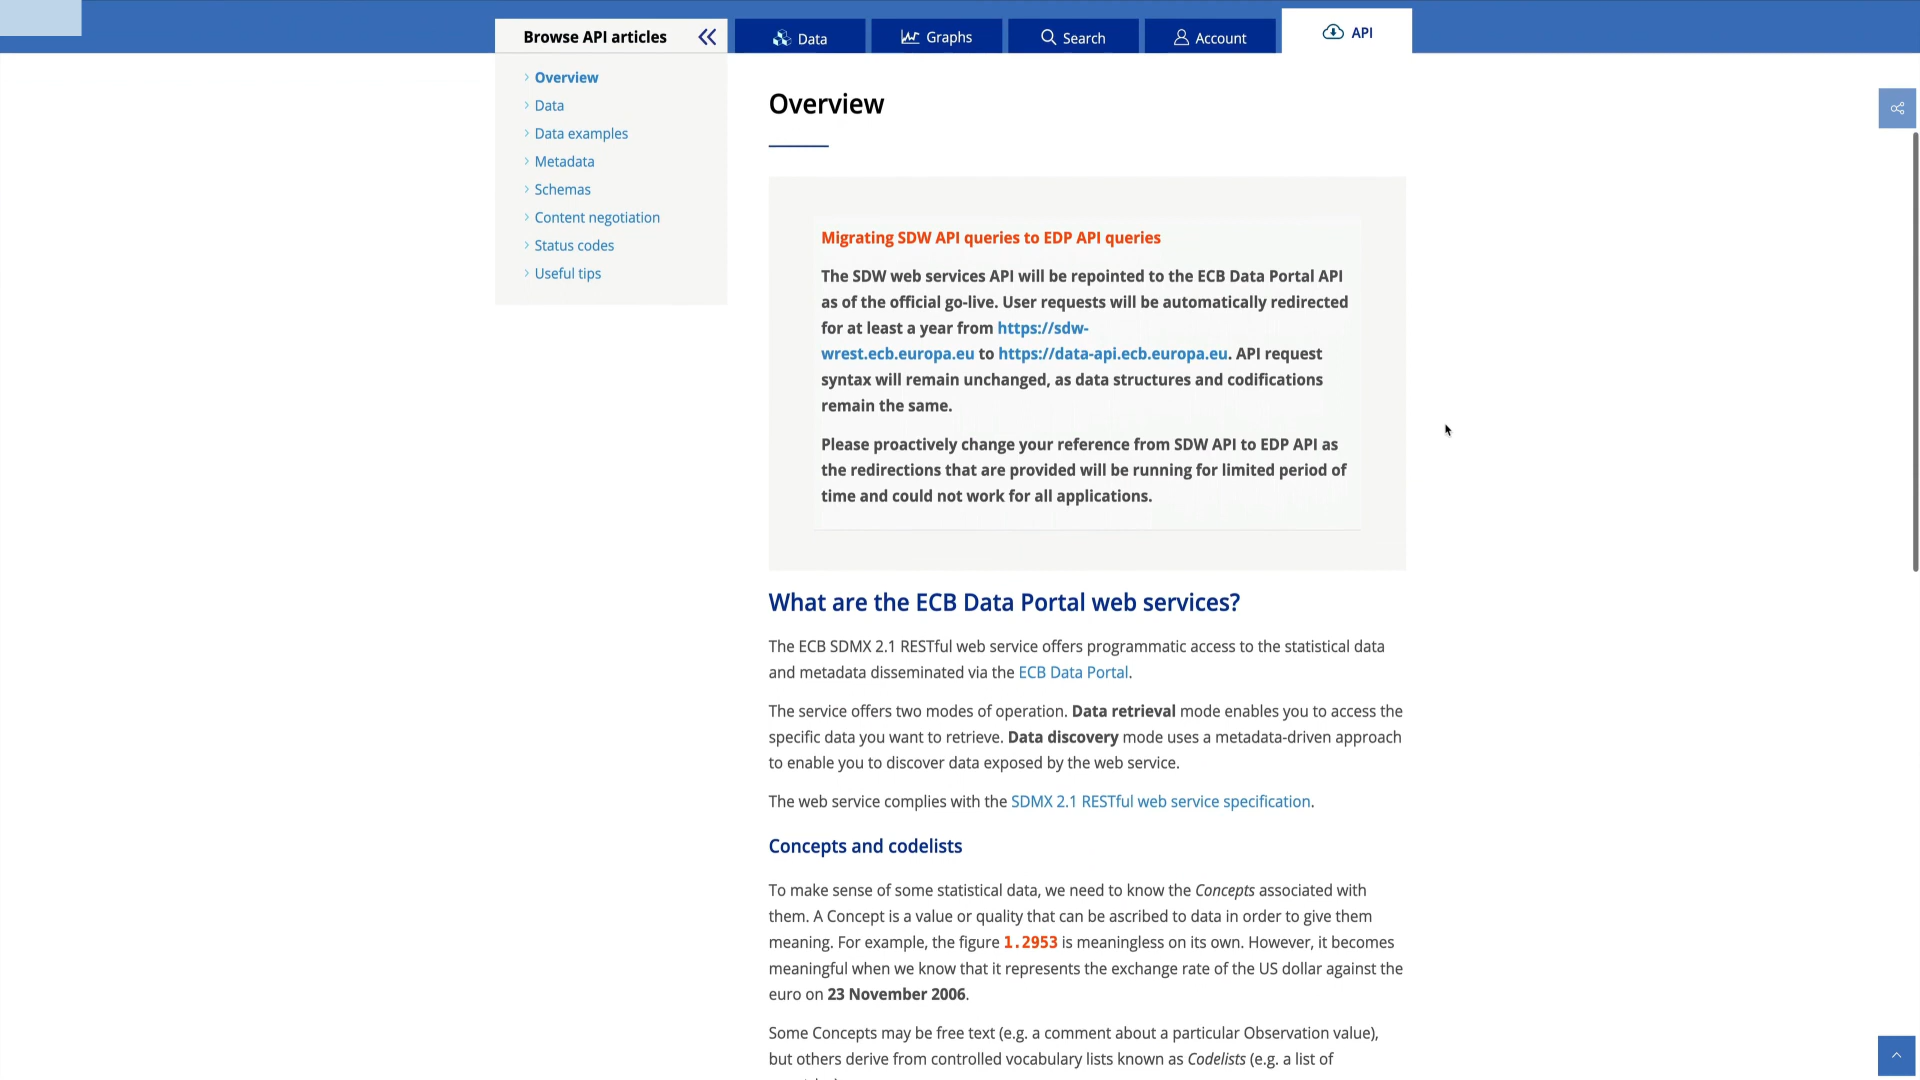 Browse API articles
Data
Graphs
Search
Account
API
Overview
Data
Data examples
Metadata
Schemas
Content negotiation
Status codes
Useful tips
Overview
Migrating SDW API queries to EDP API queries
The SDW web services API will be repointed to the ECB Data Portal API
as of the official go-live. User requests will be automatically redirected
for at least a year from https://sdw-
wrest.ecb.europa.eu to https://data-api.ecb.europa.eu. API request
syntax will remain unchanged, as data structures and codifications
remain the same.
Please proactively change your reference from SDW API to EDP API as
the redirections that are provided will be running for limited period of
time and could not work for all applications.
What are the ECB Data Portal web services?
The ECB SDMX 2.1 RESTful web service offers programmatic access to the statistical data
and metadata disseminated via the ECB Data Portal.
The service offers two modes of operation. Data retrieval mode enables you to access the
specific data you want to retrieve. Data discovery mode uses a metadata-driven approach
to enable you to discover data exposed by the web service.
The web service complies with the SDMX 2.1 RESTful web service specification.
Concepts and codelists
To make sense of some statistical data, we need to know the Concepts associated with
them. A Concept is a value or quality that can be ascribed to data in order to give them
meaning. For example, the figure 1.2953 is meaningless on its own. However, it becomes
meaningful when we know that it represents the exchange rate of the US dollar against the
euro on 23 November 2006.
Some Concepts may be free text (e.g. a comment about a particular Observation value),
but others derive from controlled vocabulary lists known as Codelists (e.g. a list of